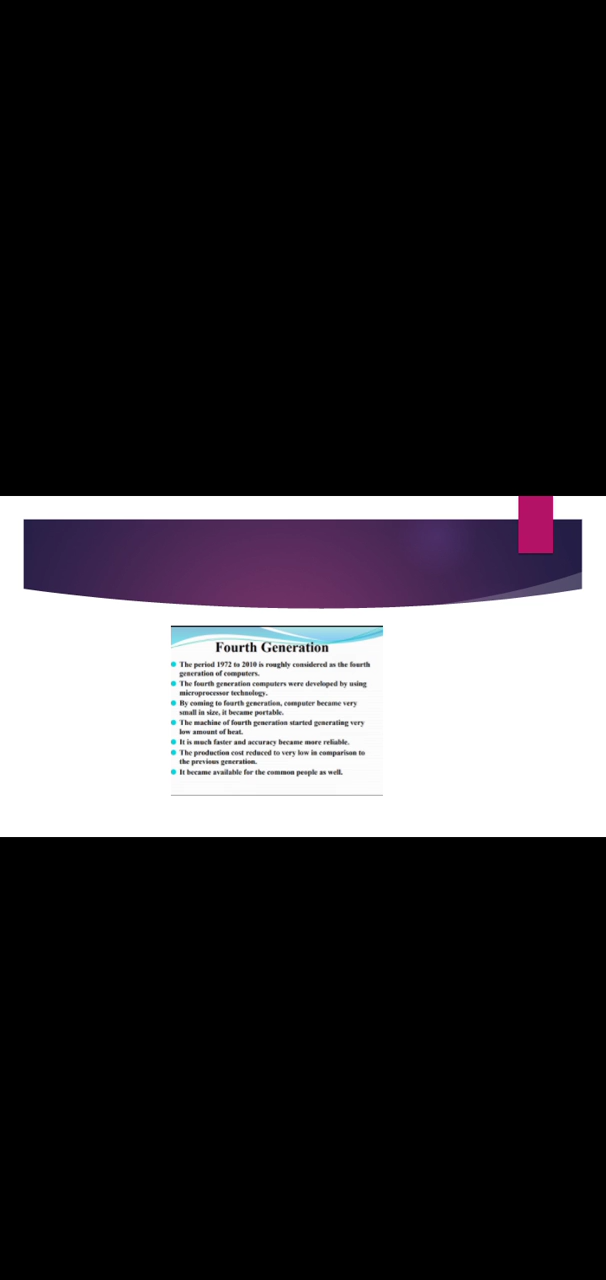 Fourth Generation
The period 1972 to 2010 is roughly considered as the fourth
generation of computers.
The fourth generation computers were developed by using
microprocessor technology.
By coming to fourth generation, computer became very
small in size, it became portable.
The machine of fourth generation started generating very
low amount of heat.
It is much faster and accuracy became more reliable.
The production cost reduced to very low in comparison to
the previous generation.
It became available for the common people as well.